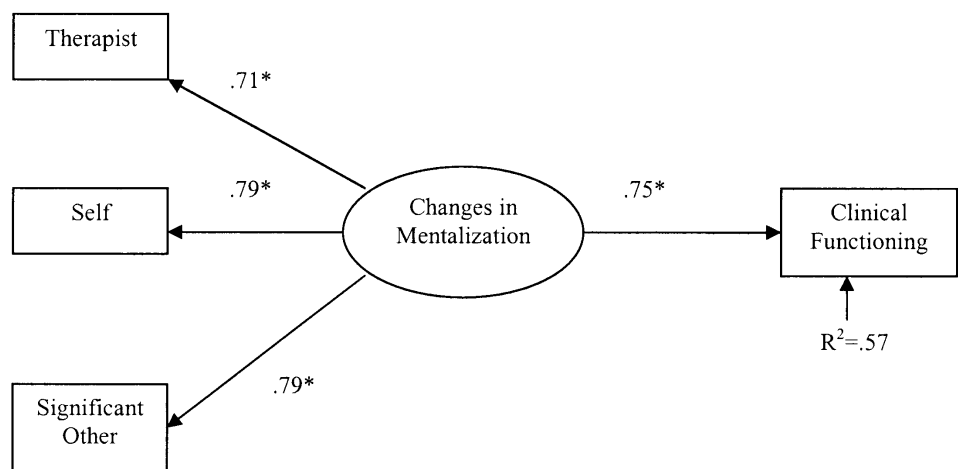 Therapist
.71*
Self
.79*
Changes in
Mentalization
.75*
Clinical
Functioning
R²=.57
.79*
Significant
Other